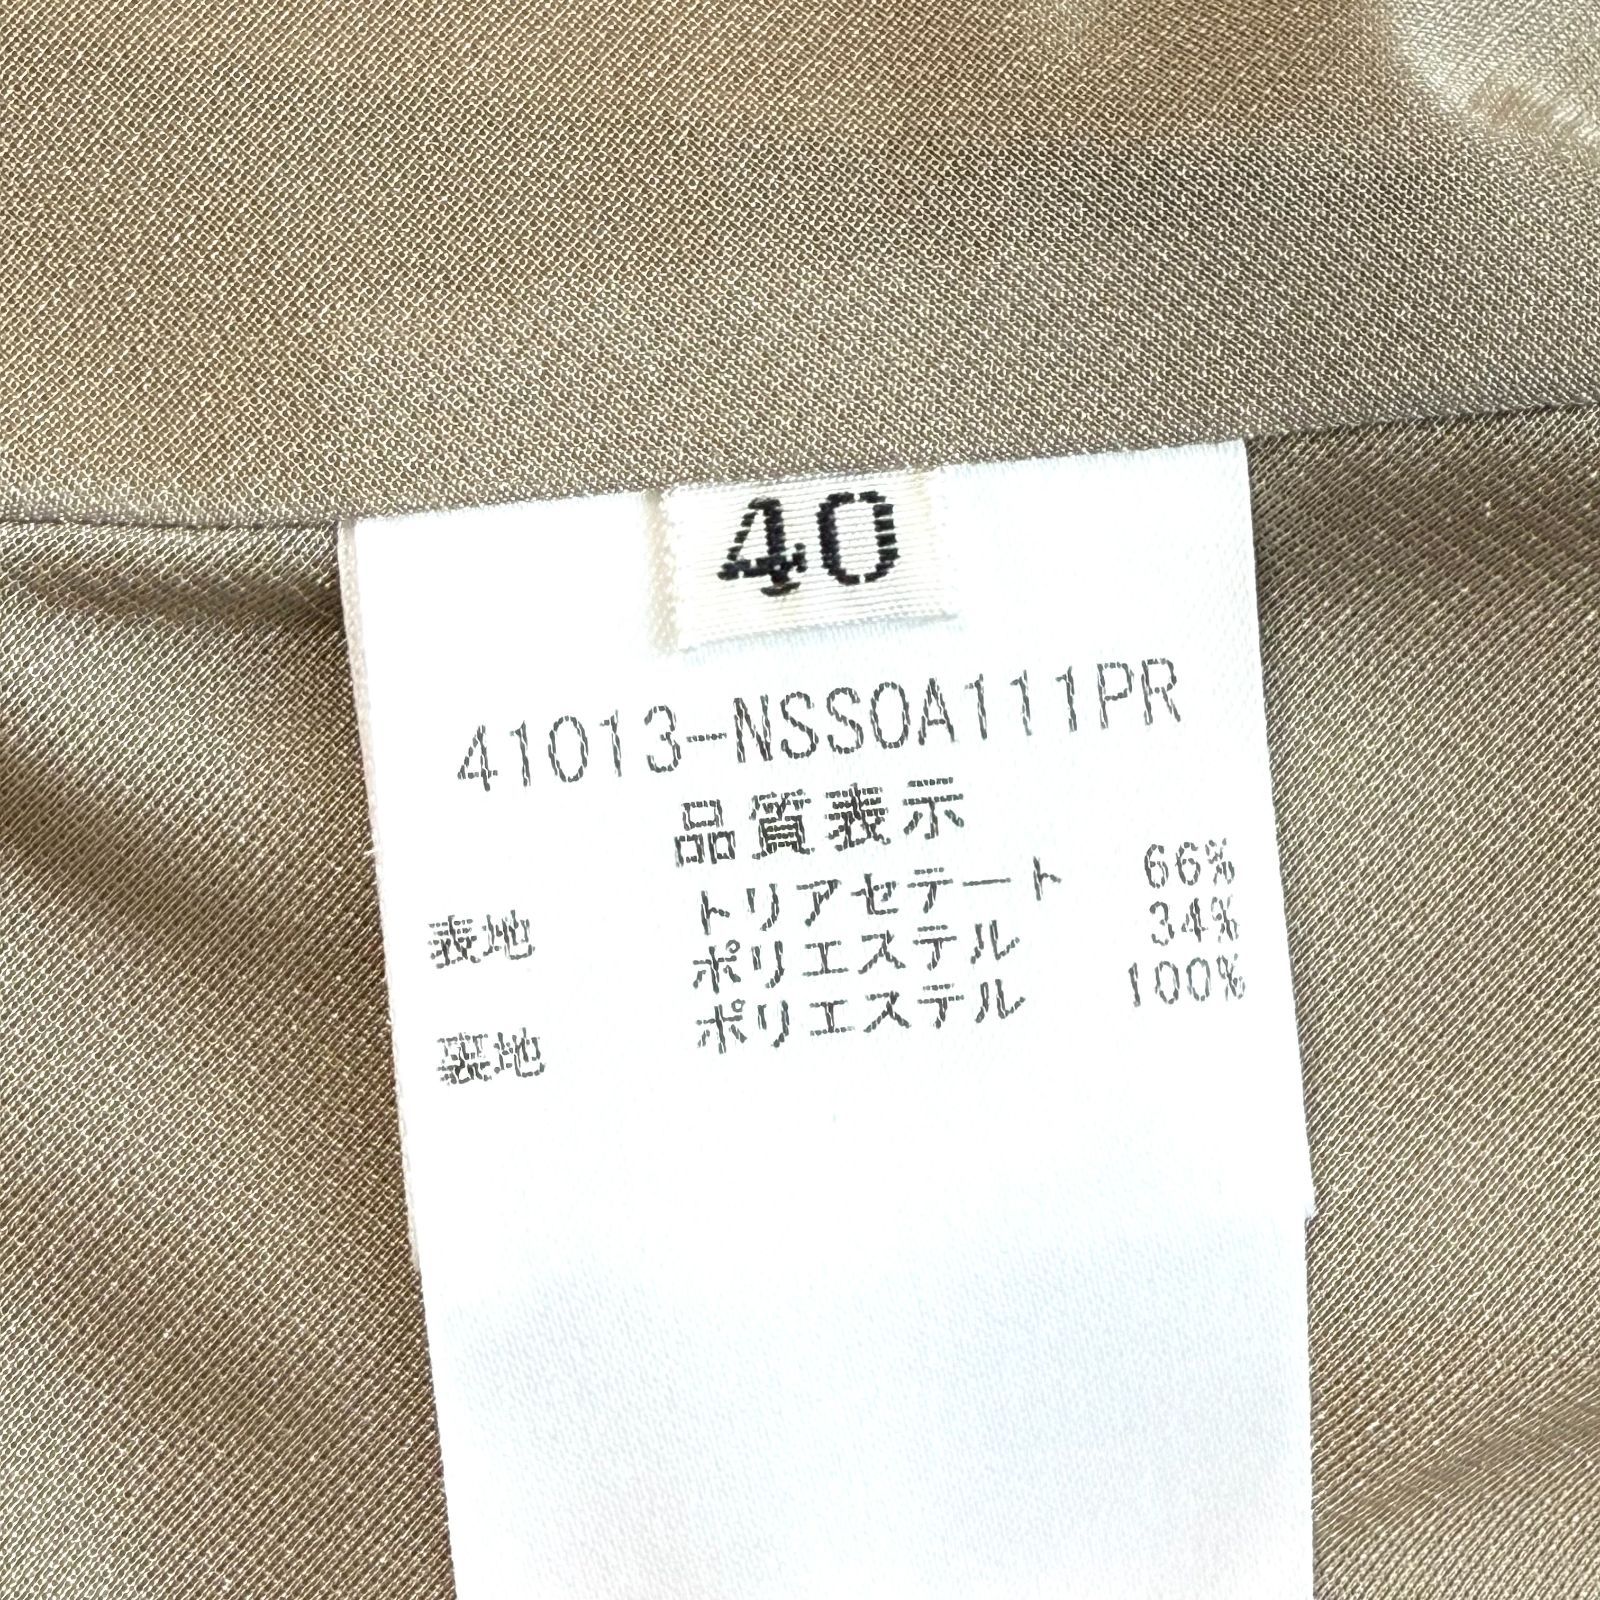 40
41013-NSSOA111PR
品質表示
表地 トリアセテート 66%
ポリエステル 34%
裏地 ポリエステル 100%